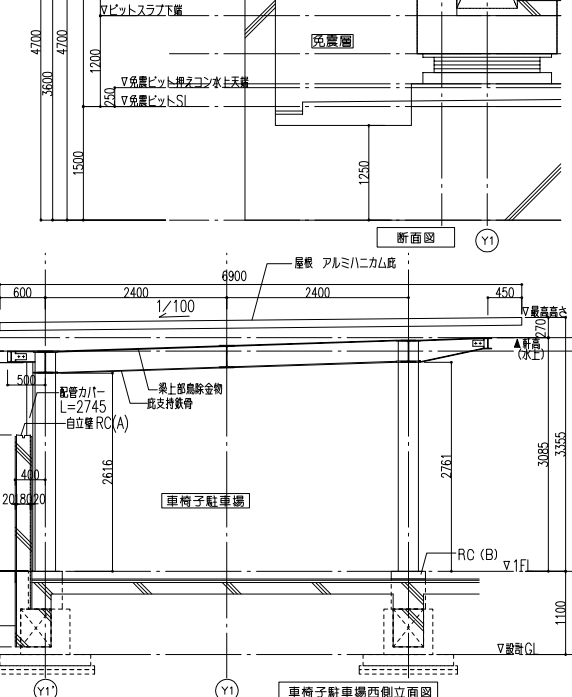 ▽ピットスラブ下端
免震層
▽免震ピット押えコン水上天端
▽免震ピットSL
4700
3600
4700
1200
250
1500
1250
断面図
Y1
屋根 アルミハニカム庇
6900
600
2400
2400
450
1/100
▽最高高さ
270
▲軒高
(水上)
500
配管カバー
L=2745
自立壁 RC(A)
梁上部鳥除金物
庇支持鉄骨
400
20
180
20
2616
2761
3085
3355
車椅子駐車場
RC (B)
▽1FL
1100
▽設計GL
Y1'
Y1
車椅子駐車場西側立面図